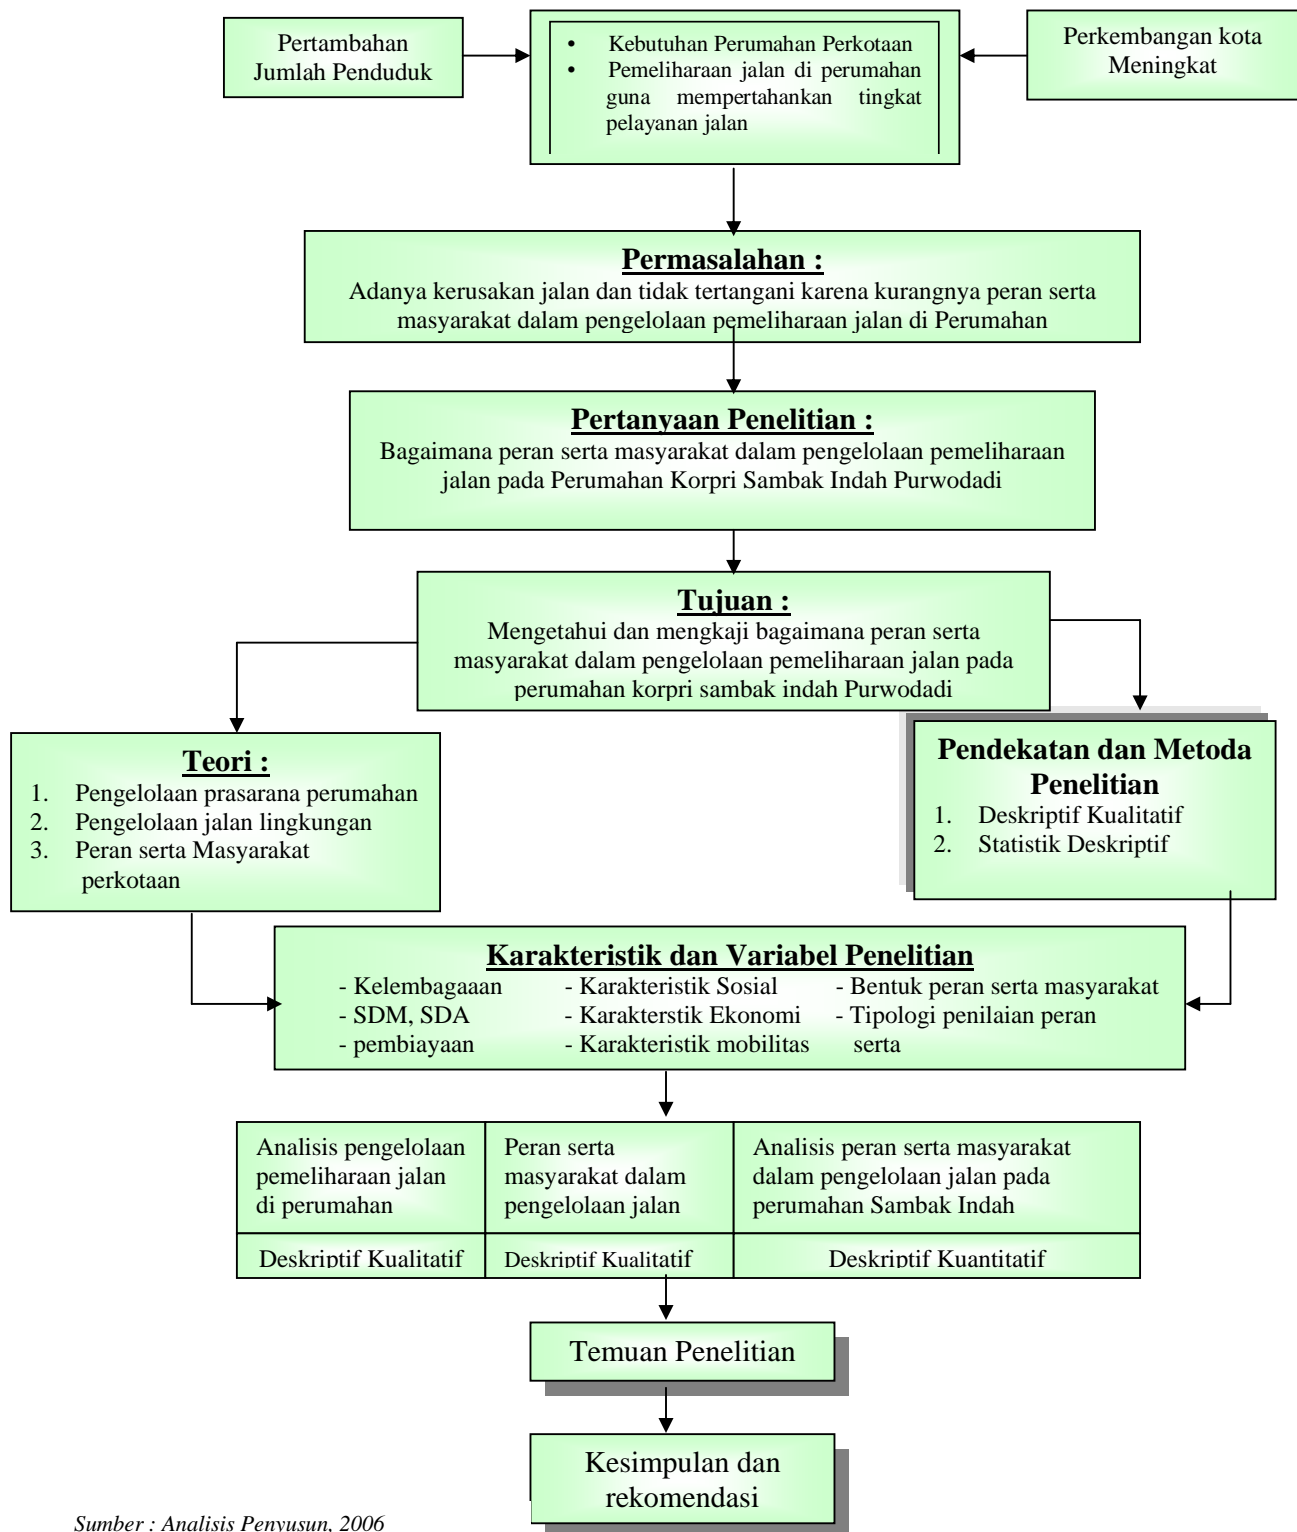 Pertambahan
Jumlah Penduduk
• Kebutuhan Perumahan Perkotaan
• Pemeliharaan jalan di perumahan
guna mempertahankan tingkat
pelayanan jalan
Perkembangan kota
Meningkat
Permasalahan :
Adanya kerusakan jalan dan tidak tertangani karena kurangnya peran serta
masyarakat dalam pengelolaan pemeliharaan jalan di Perumahan
Pertanyaan Penelitian :
Bagaimana peran serta masyarakat dalam pengelolaan pemeliharaan
jalan pada Perumahan Korpri Sambak Indah Purwodadi
Tujuan :
Mengetahui dan mengkaji bagaimana peran serta
masyarakat dalam pengelolaan pemeliharaan jalan pada
perumahan korpri sambak indah Purwodadi
Teori :
1. Pengelolaan prasarana perumahan
2. Pengelolaan jalan lingkungan
3. Peran serta Masyarakat
perkotaan
Pendekatan dan Metoda
Penelitian
1. Deskriptif Kualitatif
2. Statistik Deskriptif
Karakteristik dan Variabel Penelitian
- Kelembagaaan
- SDM, SDA
- pembiayaan
- Karakteristik Sosial
- Karakterstik Ekonomi
- Karakteristik mobilitas
- Bentuk peran serta masyarakat
- Tipologi penilaian peran
serta
Analisis pengelolaan
pemeliharaan jalan
di perumahan
Peran serta
masyarakat dalam
pengelolaan jalan
Analisis peran serta masyarakat
dalam pengelolaan jalan pada
perumahan Sambak Indah
Deskriptif Kualitatif
Deskriptif Kualitatif
Deskriptif Kuantitatif
Temuan Penelitian
Kesimpulan dan
rekomendasi
Sumber : Analisis Penyusun, 2006